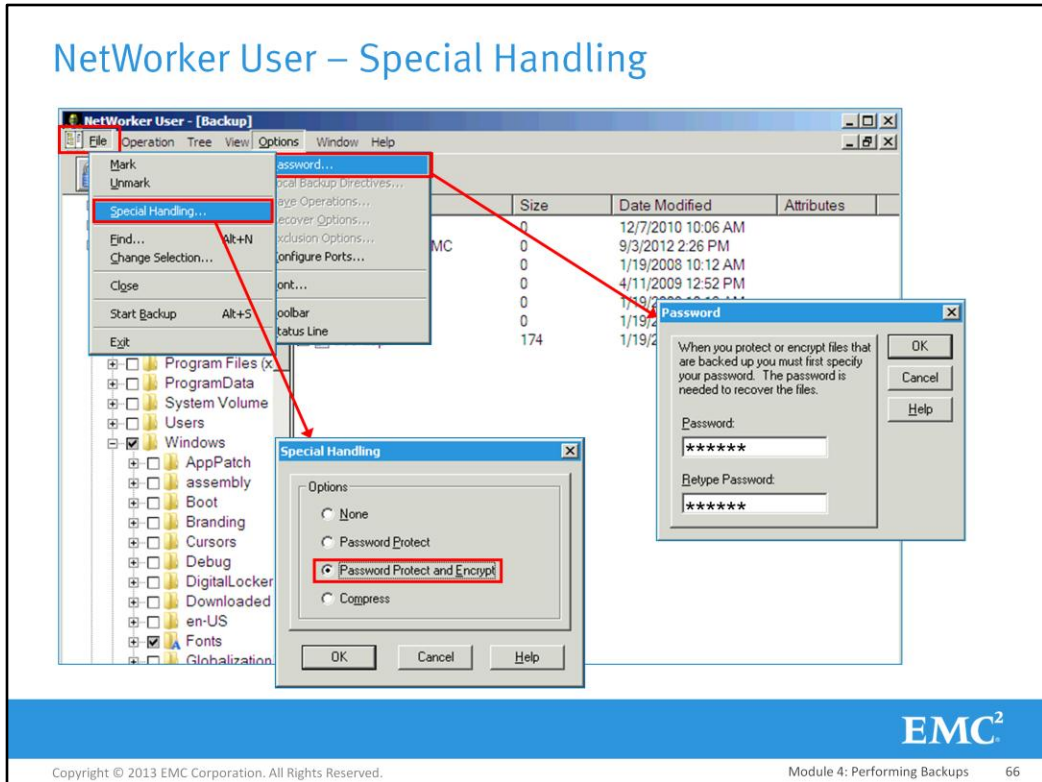 NetWorker User – Special Handling
NetWorker User - [Backup]
File Operation Tree View Options Window Help
Mark
Unmark
Special Handling...
Find... Alt+N
Change Selection...
Close
Start Backup Alt+S
Exit
assword...
ocal Backup Directives...
ave Operations...
ecover Options...
xclusion Options...
onfigure Ports...
ont...
oolbar
tatus Line
Size Date Modified Attributes
0 12/7/2010 10:06 AM
MC 0 9/3/2012 2:26 PM
0 1/19/2008 10:12 AM
0 4/11/2009 12:52 PM
0
0 1/19/2
174 1/19/2
Program Files (x
ProgramData
System Volume
Users
Windows
AppPatch
assembly
Boot
Branding
Cursors
Debug
DigitalLocker
Downloaded
en-US
Fonts
Globalization
Password
When you protect or encrypt files that
are backed up you must first specify
your password. The password is
needed to recover the files.
Password:
******
Retype Password:
******
OK
Cancel
Help
Special Handling
Options
None
Password Protect
Password Protect and Encrypt
Compress
OK Cancel Help
EMC²
Copyright © 2013 EMC Corporation. All Rights Reserved.
Module 4: Performing Backups 66